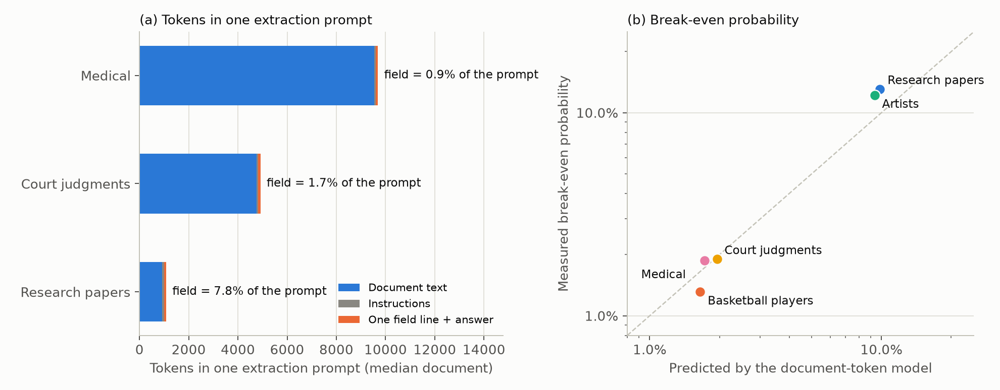 (a) Tokens in one extraction prompt
Medical
field = 0.9% of the prompt
Court judgments
field = 1.7% of the prompt
Research papers
field = 7.8% of the prompt
Document text
Instructions
One field line + answer
0 2000 4000 6000 8000 10000 12000 14000
Tokens in one extraction prompt (median document)
(b) Break-even probability
Measured break-even probability
10.0%
1.0%
Research papers
Artists
Court judgments
Medical
Basketball players
1.0% 10.0%
Predicted by the document-token model